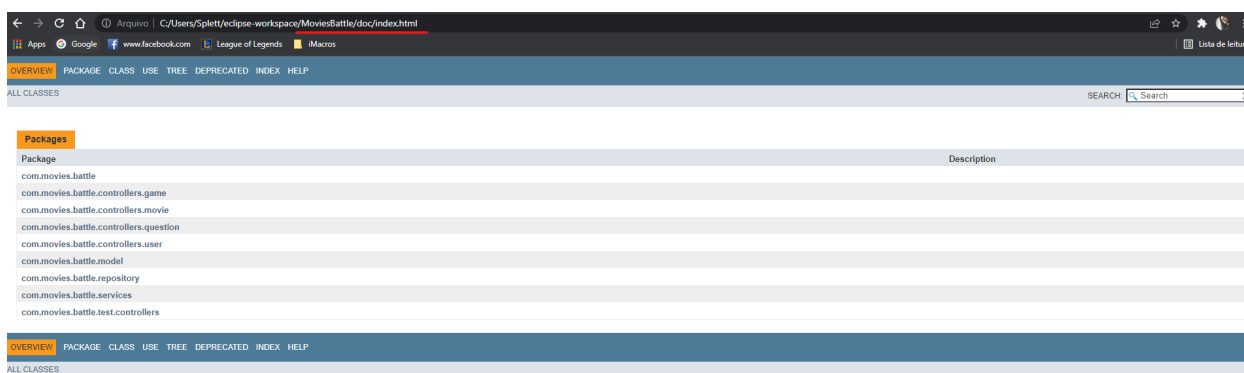 Arquivo | C:/Users/Splett/eclipse-workspace/MoviesBattle/doc/index.html
Apps Google www.facebook.com League of Legends iMacros Lista de leitur
OVERVIEW PACKAGE CLASS USE TREE DEPRECATED INDEX HELP
ALL CLASSES SEARCH: Search
Packages
Package Description
com.movies.battle
com.movies.battle.controllers.game
com.movies.battle.controllers.movie
com.movies.battle.controllers.question
com.movies.battle.controllers.user
com.movies.battle.model
com.movies.battle.repository
com.movies.battle.services
com.movies.battle.test.controllers
OVERVIEW PACKAGE CLASS USE TREE DEPRECATED INDEX HELP
ALL CLASSES